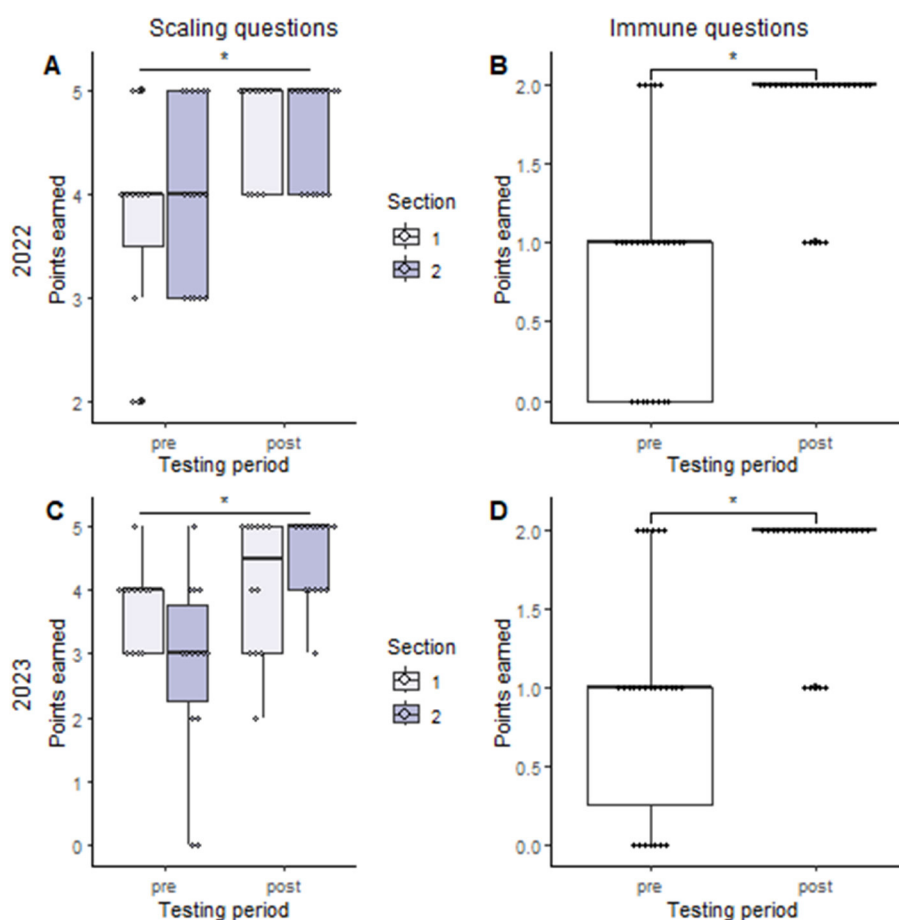 Scaling questions
Immune questions
A
*
5
4
3
2
Points earned
2022
pre
post
Testing period
Section
1
2
B
*
2.0
1.5
1.0
0.5
0.0
Points earned
pre
post
Testing period
C
*
5
4
3
2
1
0
Points earned
2023
pre
post
Testing period
Section
1
2
D
*
2.0
1.5
1.0
0.5
0.0
Points earned
pre
post
Testing period